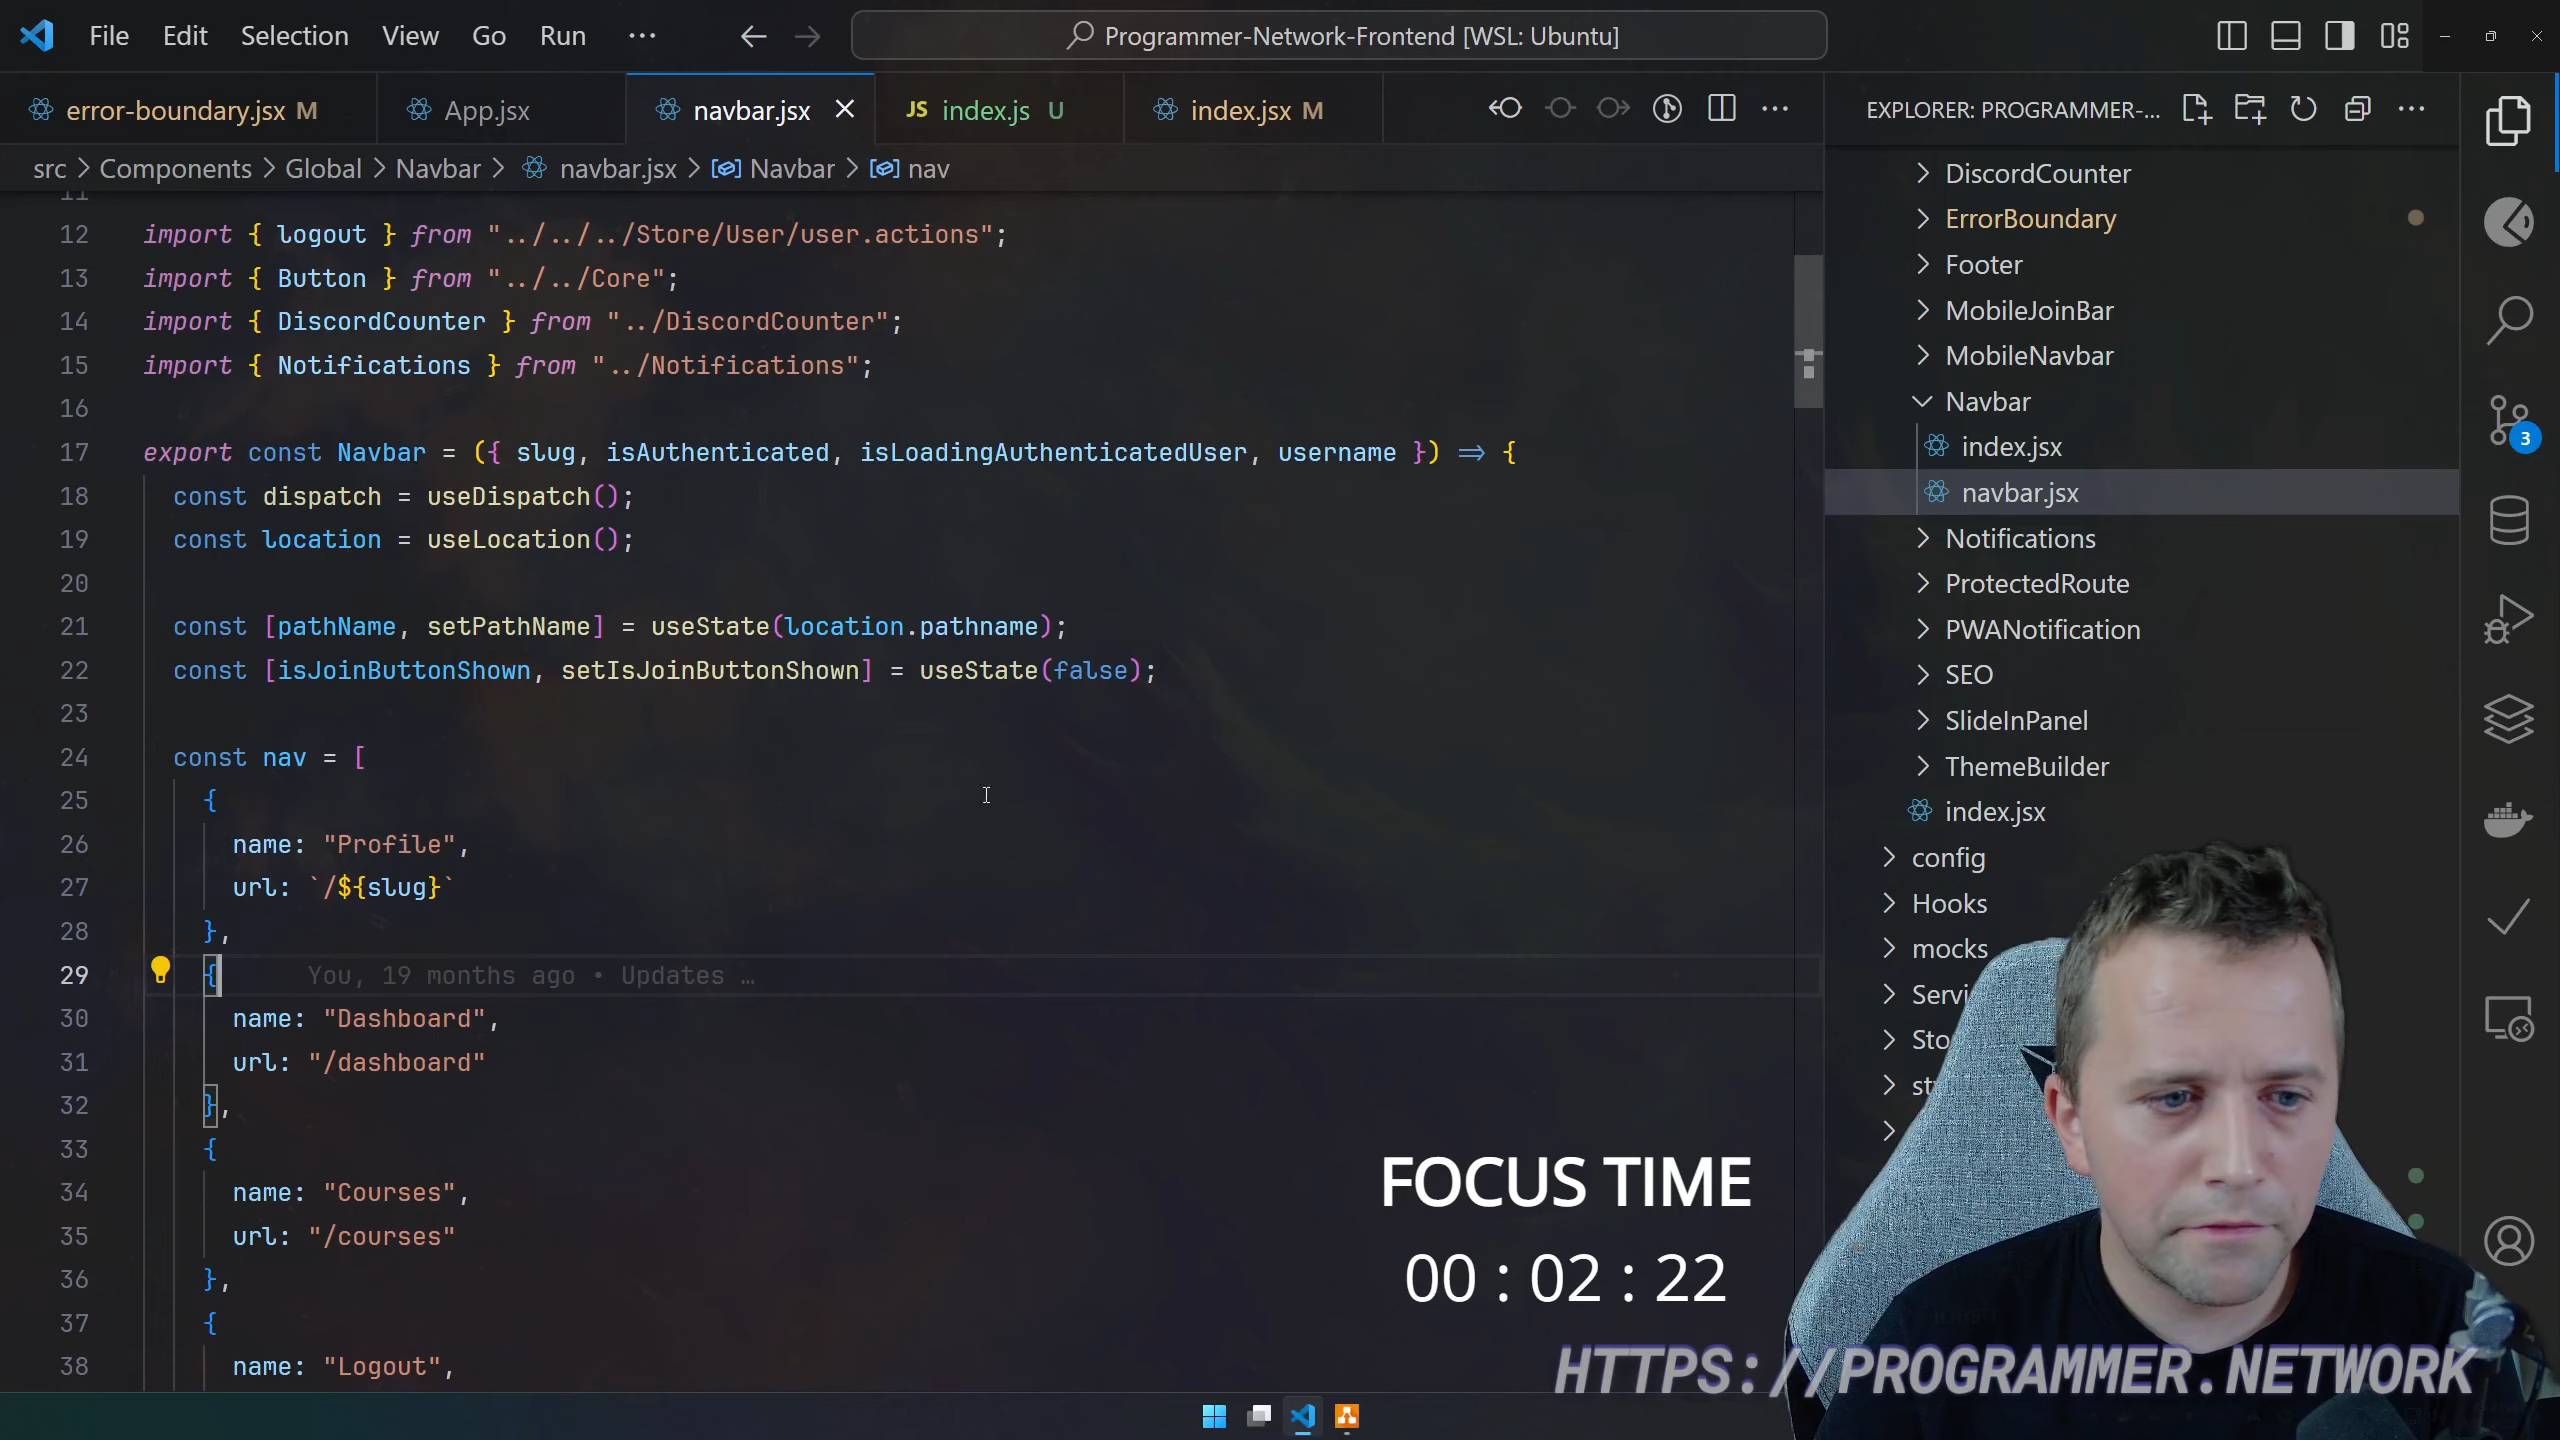 File Edit Selection View Go Run ···
Programmer-Network-Frontend [WSL: Ubuntu]
error-boundary.jsx M
App.jsx
navbar.jsx
JS index.js U
index.jsx M
src > Components > Global > Navbar > navbar.jsx > Navbar > nav
11
12 import { logout } from "../../../Store/User/user.actions";
13 import { Button } from "../../Core";
14 import { DiscordCounter } from "../DiscordCounter";
15 import { Notifications } from "../Notifications";
16
17 export const Navbar = ({ slug, isAuthenticated, isLoadingAuthenticatedUser, username }) => {
18 const dispatch = useDispatch();
19 const location = useLocation();
20
21 const [pathName, setPathName] = useState(location.pathname);
22 const [isJoinButtonShown, setIsJoinButtonShown] = useState(false);
23
24 const nav = [
25 {
26 name: "Profile",
27 url: `/${slug}`
28 },
29 { You, 19 months ago • Updates …
30 name: "Dashboard",
31 url: "/dashboard"
32 },
33 {
34 name: "Courses",
35 url: "/courses"
36 },
37 {
38 name: "Logout",
EXPLORER: PROGRAMMER-...
DiscordCounter
ErrorBoundary
Footer
MobileJoinBar
MobileNavbar
Navbar
index.jsx
navbar.jsx
Notifications
ProtectedRoute
PWANotification
SEO
SlideInPanel
ThemeBuilder
index.jsx
config
Hooks
mocks
Servi
Sto
st
3
FOCUS TIME
00 : 02 : 22
HTTPS://PROGRAMMER.NETWORK